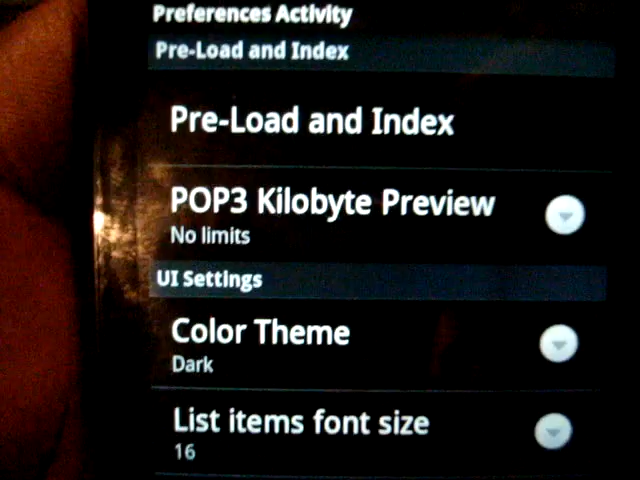 Preferences Activity
Pre-Load and Index
Pre-Load and Index
POP3 Kilobyte Preview
No limits
UI Settings
Color Theme
Dark
List items font size
16